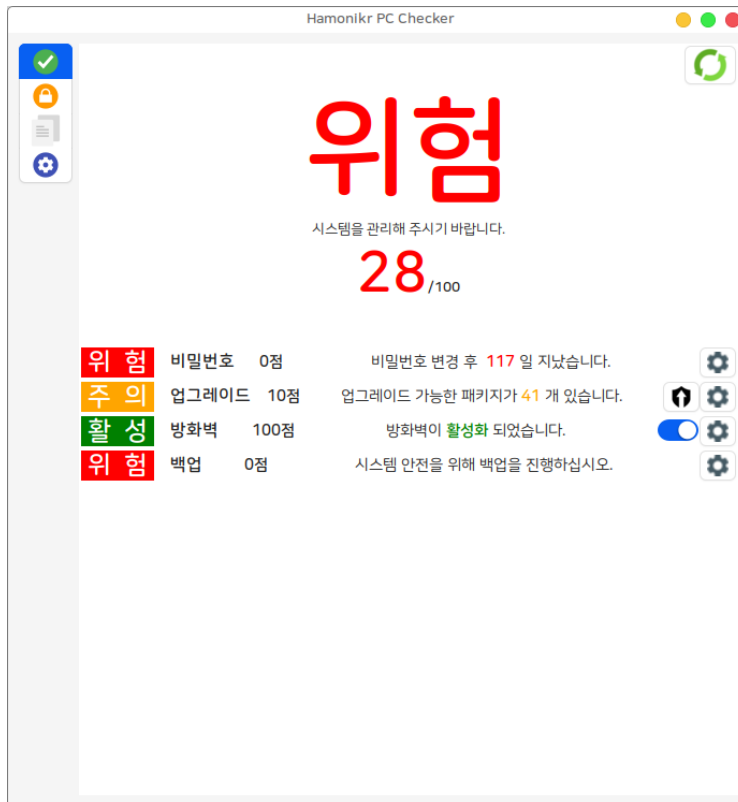 Hamonikr PC Checker
위험
시스템을 관리해 주시기 바랍니다.
28/100
위 험 비밀번호 0점 비밀번호 변경 후 117 일 지났습니다.
주 의 업그레이드 10점 업그레이드 가능한 패키지가 41 개 있습니다.
활 성 방화벽 100점 방화벽이 활성화 되었습니다.
위 험 백업 0점 시스템 안전을 위해 백업을 진행하십시오.